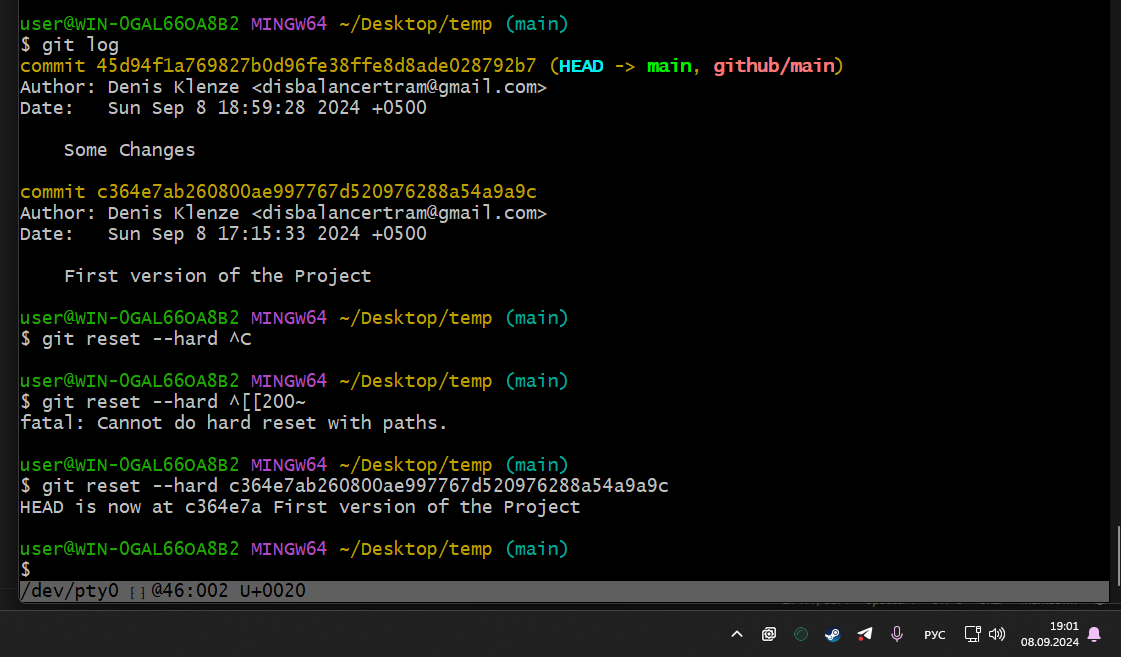 user@WIN-0GAL66OA8B2 MINGW64 ~/Desktop/temp (main)
$ git log
commit 45d94f1a769827b0d96fe38ffe8d8ade028792b7 (HEAD -> main, github/main)
Author: Denis Klenze <disbalancertram@gmail.com>
Date:   Sun Sep 8 18:59:28 2024 +0500
    Some Changes
commit c364e7ab260800ae997767d520976288a54a9a9c
Author: Denis Klenze <disbalancertram@gmail.com>
Date:   Sun Sep 8 17:15:33 2024 +0500
    First version of the Project
user@WIN-0GAL66OA8B2 MINGW64 ~/Desktop/temp (main)
$ git reset --hard ^C
user@WIN-0GAL66OA8B2 MINGW64 ~/Desktop/temp (main)
$ git reset --hard ^[[200~
fatal: Cannot do hard reset with paths.
user@WIN-0GAL66OA8B2 MINGW64 ~/Desktop/temp (main)
$ git reset --hard c364e7ab260800ae997767d520976288a54a9a9c
HEAD is now at c364e7a First version of the Project
user@WIN-0GAL66OA8B2 MINGW64 ~/Desktop/temp (main)
$
/dev/pty0 [ ] @46:002 U+0020
РУС
19:01
08.09.2024